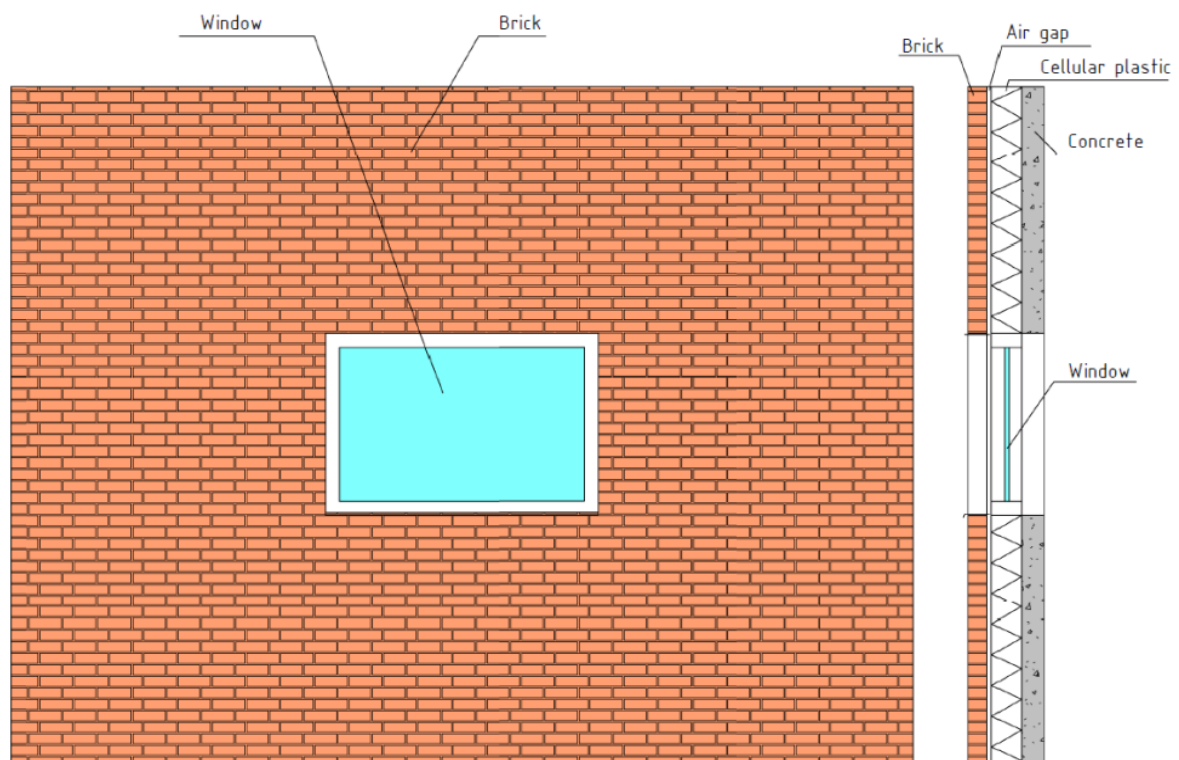 Window
Brick
Brick
Air gap
Cellular plastic
Concrete
Window